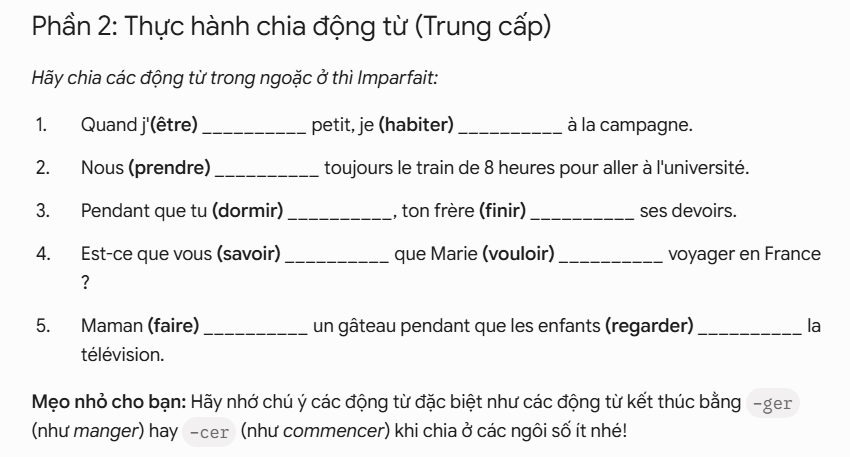 Phần 2: Thực hành chia động từ (Trung cấp)
Hãy chia các động từ trong ngoặc ở thì Imparfait:
1. Quand j'(être) __________ petit, je (habiter) __________ à la campagne.
2. Nous (prendre) __________ toujours le train de 8 heures pour aller à l'université.
3. Pendant que tu (dormir) __________, ton frère (finir) __________ ses devoirs.
4. Est-ce que vous (savoir) __________ que Marie (vouloir) __________ voyager en France
?
5. Maman (faire) __________ un gâteau pendant que les enfants (regarder) __________ la
télévision.
Mẹo nhỏ cho bạn: Hãy nhớ chú ý các động từ đặc biệt như các động từ kết thúc bằng -ger
(như manger) hay -cer (như commencer) khi chia ở các ngôi số ít nhé!